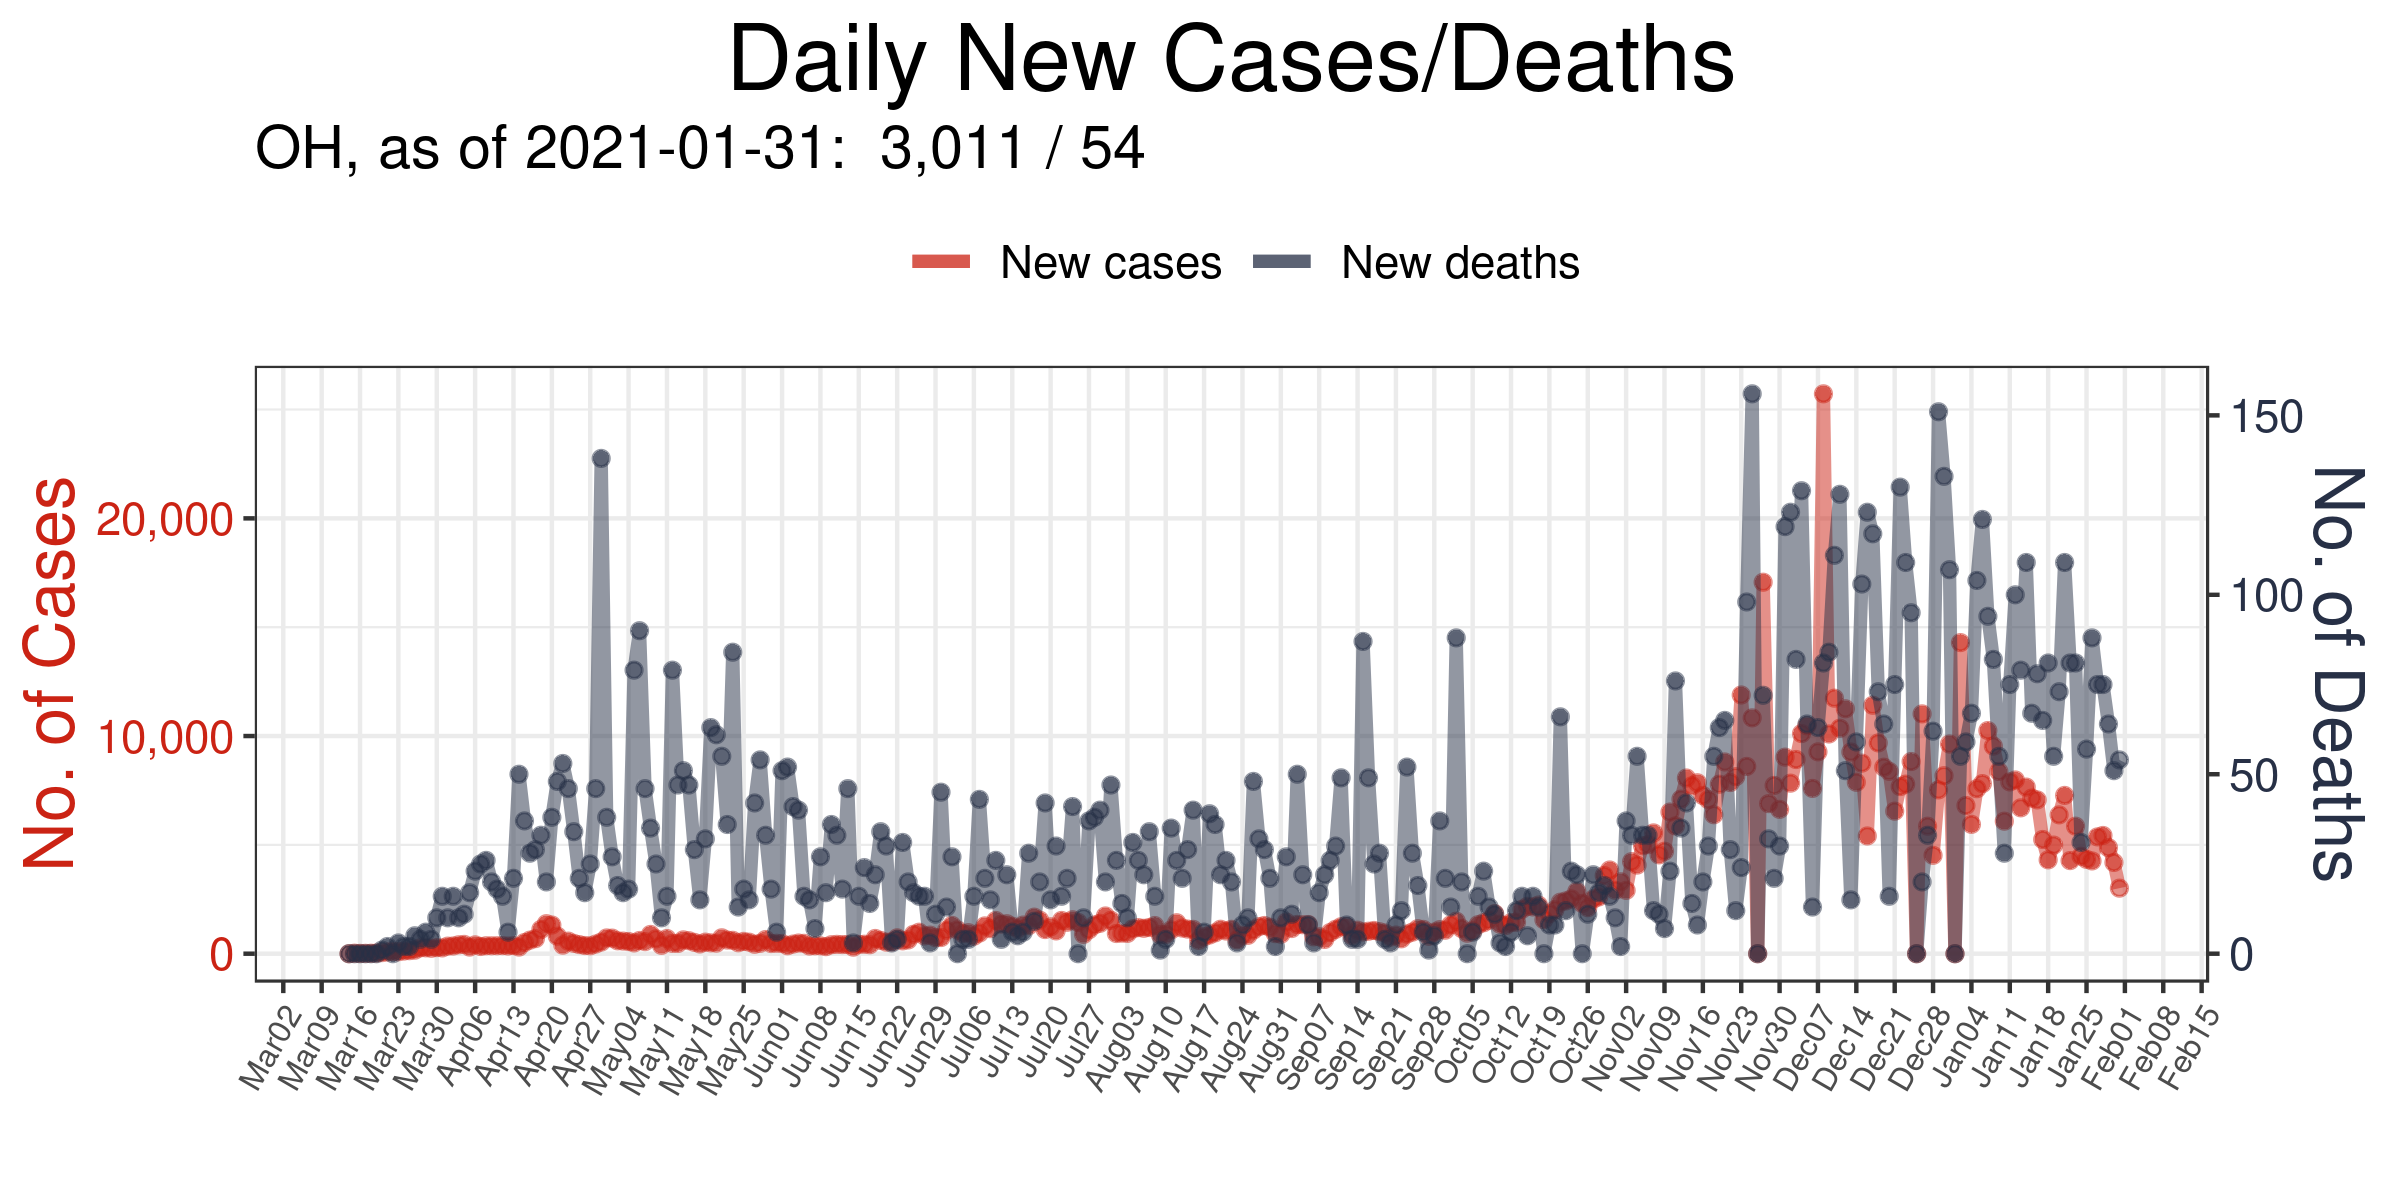 Daily New Cases/Deaths
OH, as of 2021-01-31: 3,011 / 54
New cases
New deaths
No. of Cases
20,000
10,000
0
150
100
50
0
No. of Deaths
Mar02
Mar09
Mar16
Mar23
Mar30
Apr06
Apr13
Apr20
Apr27
May04
May11
May18
May25
Jun01
Jun08
Jun15
Jun22
Jun29
Jul06
Jul13
Jul20
Jul27
Aug03
Aug10
Aug17
Aug24
Aug31
Sep07
Sep14
Sep21
Sep28
Oct05
Oct12
Oct19
Oct26
Nov02
Nov09
Nov16
Nov23
Nov30
Dec07
Dec14
Dec21
Dec28
Jan04
Jan11
Jan18
Jan25
Feb01
Feb08
Feb15